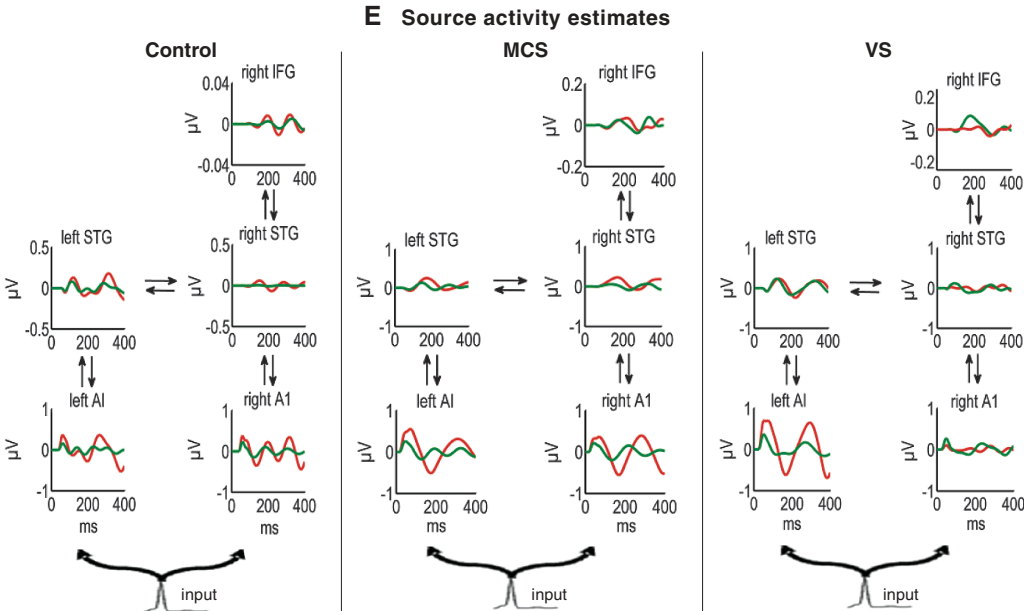 E Source activity estimates
Control
right IFG
0.04
0
-0.04
µV
0 200 400
left STG
0.5
0
-0.5
µV
0 200 400
right STG
0.5
0
-0.5
µV
0 200 400
left AI
1
0
-1
µV
0 200 400
ms
right A1
1
0
-1
µV
0 200 400
ms
input
MCS
right IFG
0.2
0
-0.2
µV
0 200 400
left STG
1
0
-1
µV
0 200 400
right STG
1
0
-1
µV
0 200 400
left AI
1
0
-1
µV
0 200 400
ms
right A1
1
0
-1
µV
0 200 400
ms
input
VS
right IFG
0.2
0
-0.2
µV
0 200 400
left STG
1
0
-1
µV
0 200 400
right STG
1
0
-1
µV
0 200 400
left AI
1
0
-1
µV
0 200 400
ms
right A1
1
0
-1
µV
0 200 400
ms
input